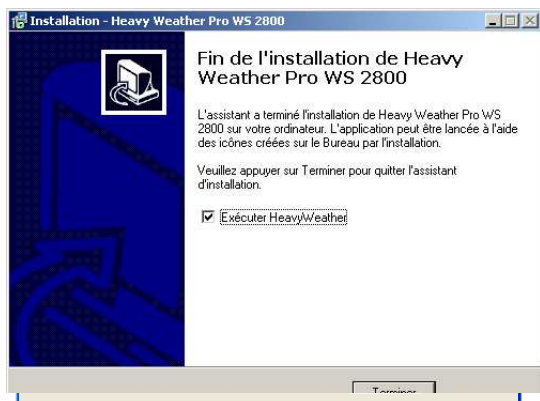 Installation - Heavy Weather Pro WS 2800
Fin de l'installation de Heavy
Weather Pro WS 2800
L'assistant a terminé l'installation de Heavy Weather Pro WS
2800 sur votre ordinateur. L'application peut être lancée à l'aide
des icônes créées sur le Bureau par l'installation.
Veuillez appuyer sur Terminer pour quitter l'assistant
d'installation.
Exécuter HeavyWeather
Terminer